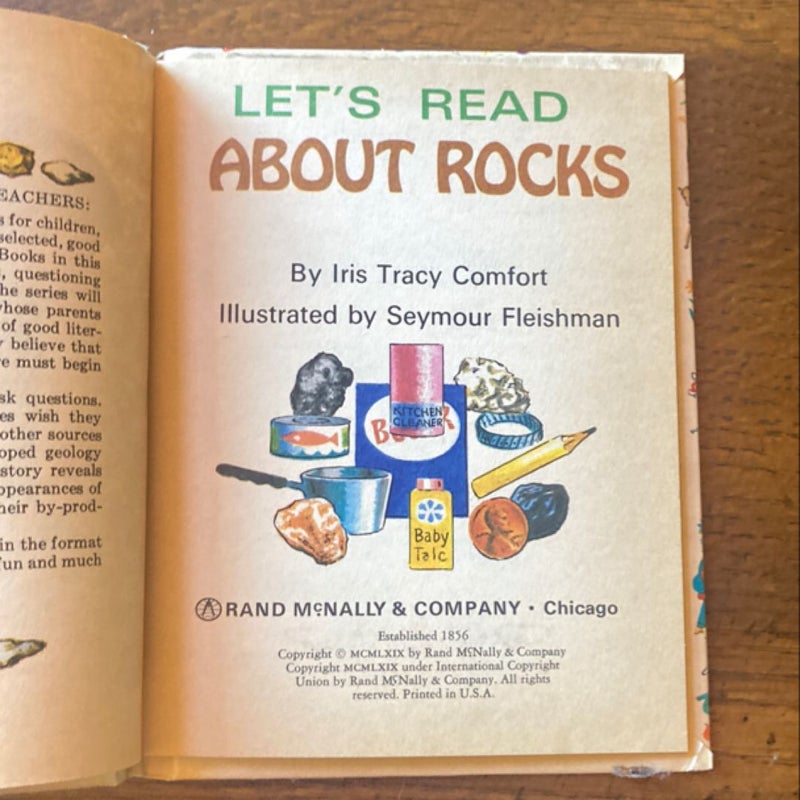 EACHERS:
s for children,
selected, good
Books in this
, questioning
he series will
whose parents
of good liter-
y believe that
re must begin
sk questions.
es wish they
other sources
oped geology
story reveals
ppearances of
heir by-prod-
in the format
fun and much
LET'S READ
ABOUT ROCKS
By Iris Tracy Comfort
Illustrated by Seymour Fleishman
KITCHEN
CLEANER
Baby
Talc
RAND McNALLY & COMPANY • Chicago
Established 1856
Copyright © MCMLXIX by Rand McNally & Company
Copyright MCMLXIX under International Copyright
Union by Rand McNally & Company. All rights
reserved. Printed in U.S.A.